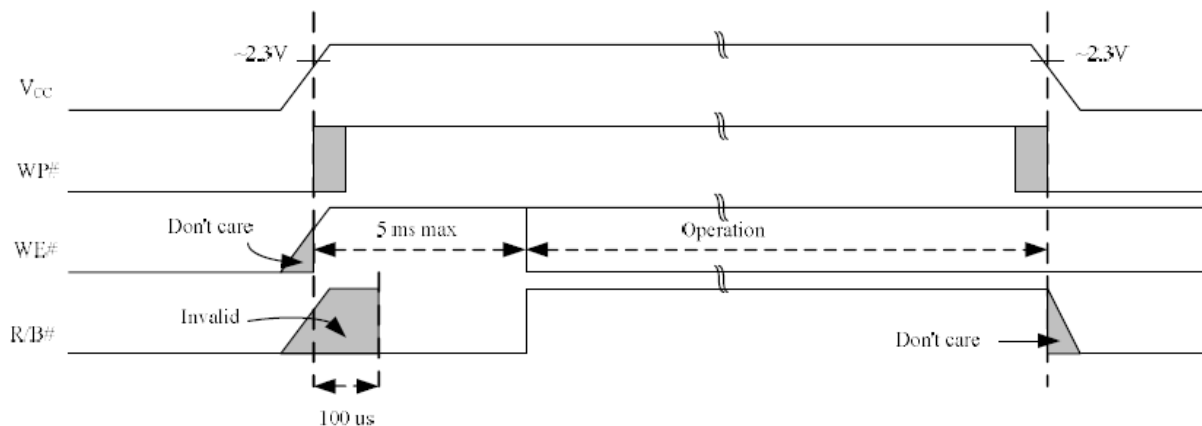 ~2.3V
~2.3V
VCC
WP#
Don't care
5 ms max
Operation
WE#
Invalid
R/B#
Don't care
100 us